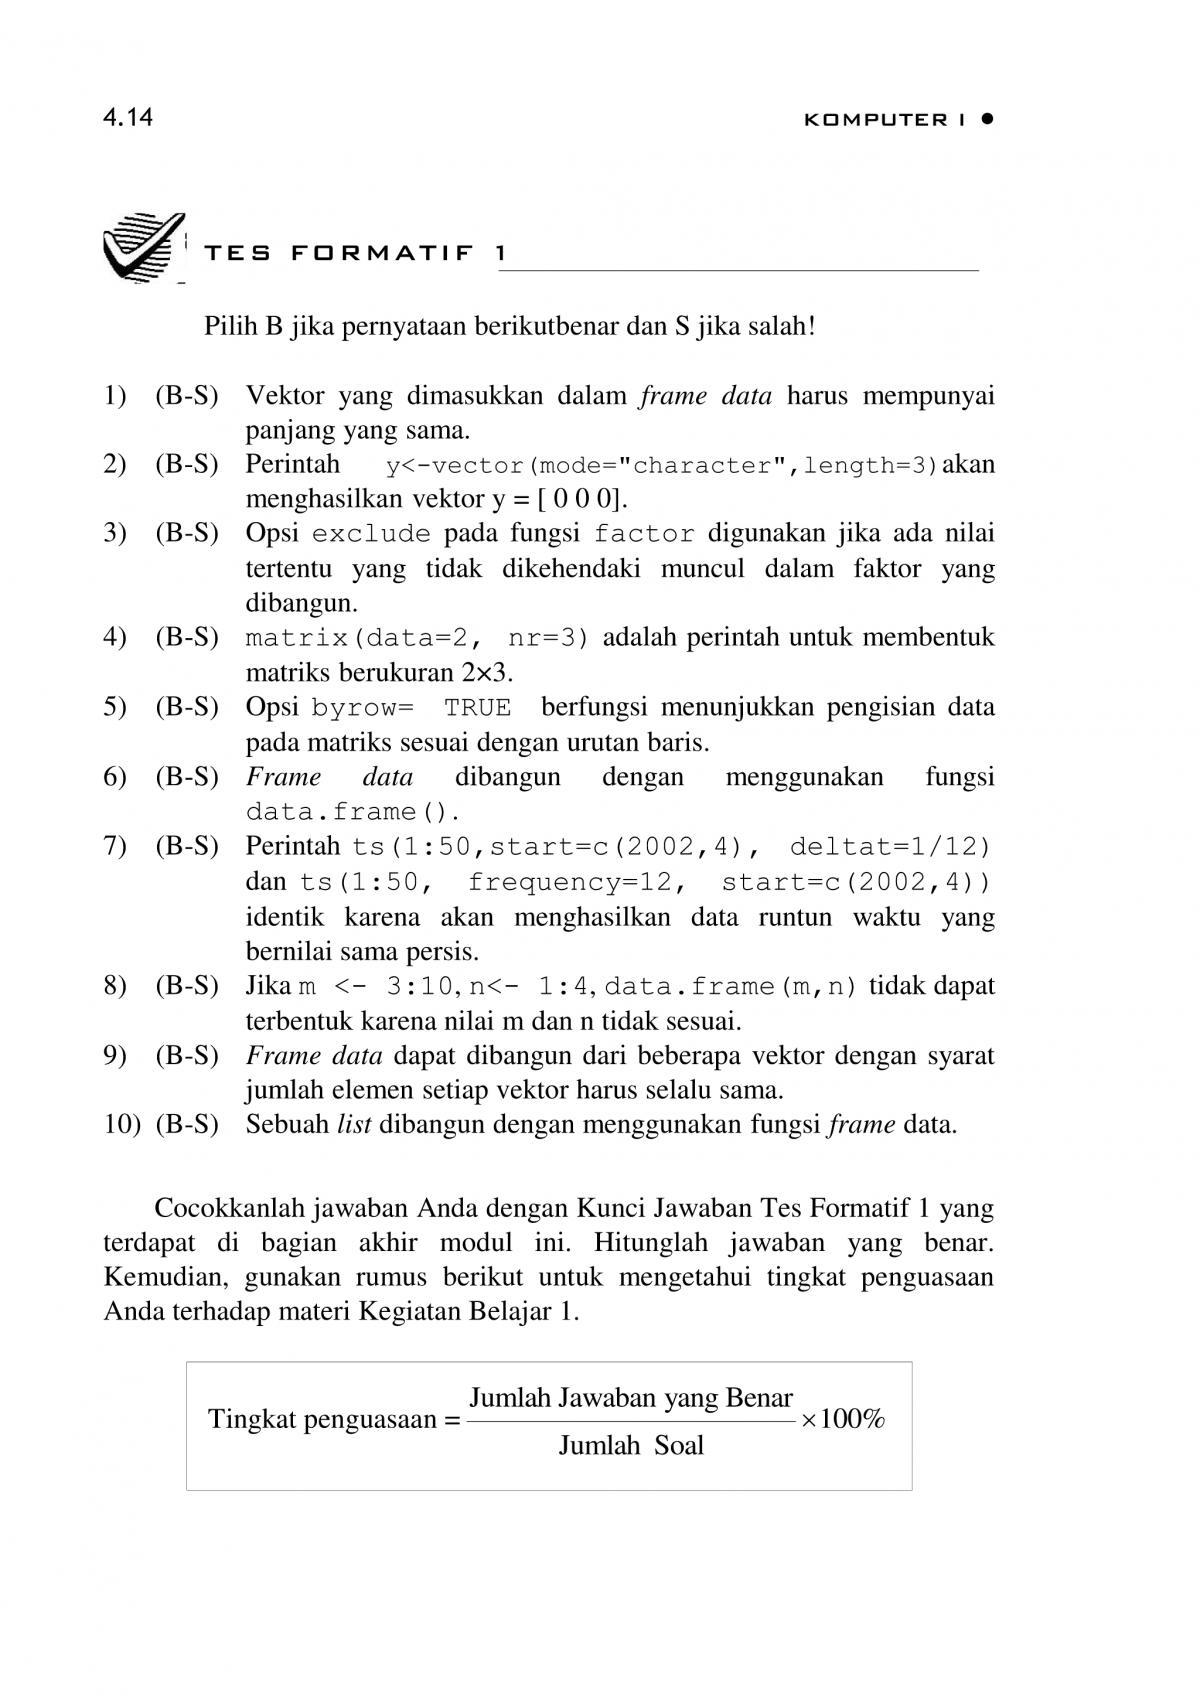 4.14 KOMPUTER I ●
TES FORMATIF 1
Pilih B jika pernyataan berikutbenar dan S jika salah!
1) (B-S) Vektor yang dimasukkan dalam frame data harus mempunyai
panjang yang sama.
2) (B-S) Perintah y<-vector(mode="character",length=3)akan
menghasilkan vektor y = [ 0 0 0].
3) (B-S) Opsi exclude pada fungsi factor digunakan jika ada nilai
tertentu yang tidak dikehendaki muncul dalam faktor yang
dibangun.
4) (B-S) matrix(data=2, nr=3) adalah perintah untuk membentuk
matriks berukuran 2×3.
5) (B-S) Opsi byrow= TRUE berfungsi menunjukkan pengisian data
pada matriks sesuai dengan urutan baris.
6) (B-S) Frame data dibangun dengan menggunakan fungsi
data.frame().
7) (B-S) Perintah ts(1:50,start=c(2002,4), deltat=1/12)
dan ts(1:50, frequency=12, start=c(2002,4))
identik karena akan menghasilkan data runtun waktu yang
bernilai sama persis.
8) (B-S) Jika m <- 3:10, n<- 1:4, data.frame(m,n) tidak dapat
terbentuk karena nilai m dan n tidak sesuai.
9) (B-S) Frame data dapat dibangun dari beberapa vektor dengan syarat
jumlah elemen setiap vektor harus selalu sama.
10) (B-S) Sebuah list dibangun dengan menggunakan fungsi frame data.
Cocokkanlah jawaban Anda dengan Kunci Jawaban Tes Formatif 1 yang
terdapat di bagian akhir modul ini. Hitunglah jawaban yang benar.
Kemudian, gunakan rumus berikut untuk mengetahui tingkat penguasaan
Anda terhadap materi Kegiatan Belajar 1.
Jumlah Jawaban yang Benar
Tingkat penguasaan = ×100%
Jumlah Soal